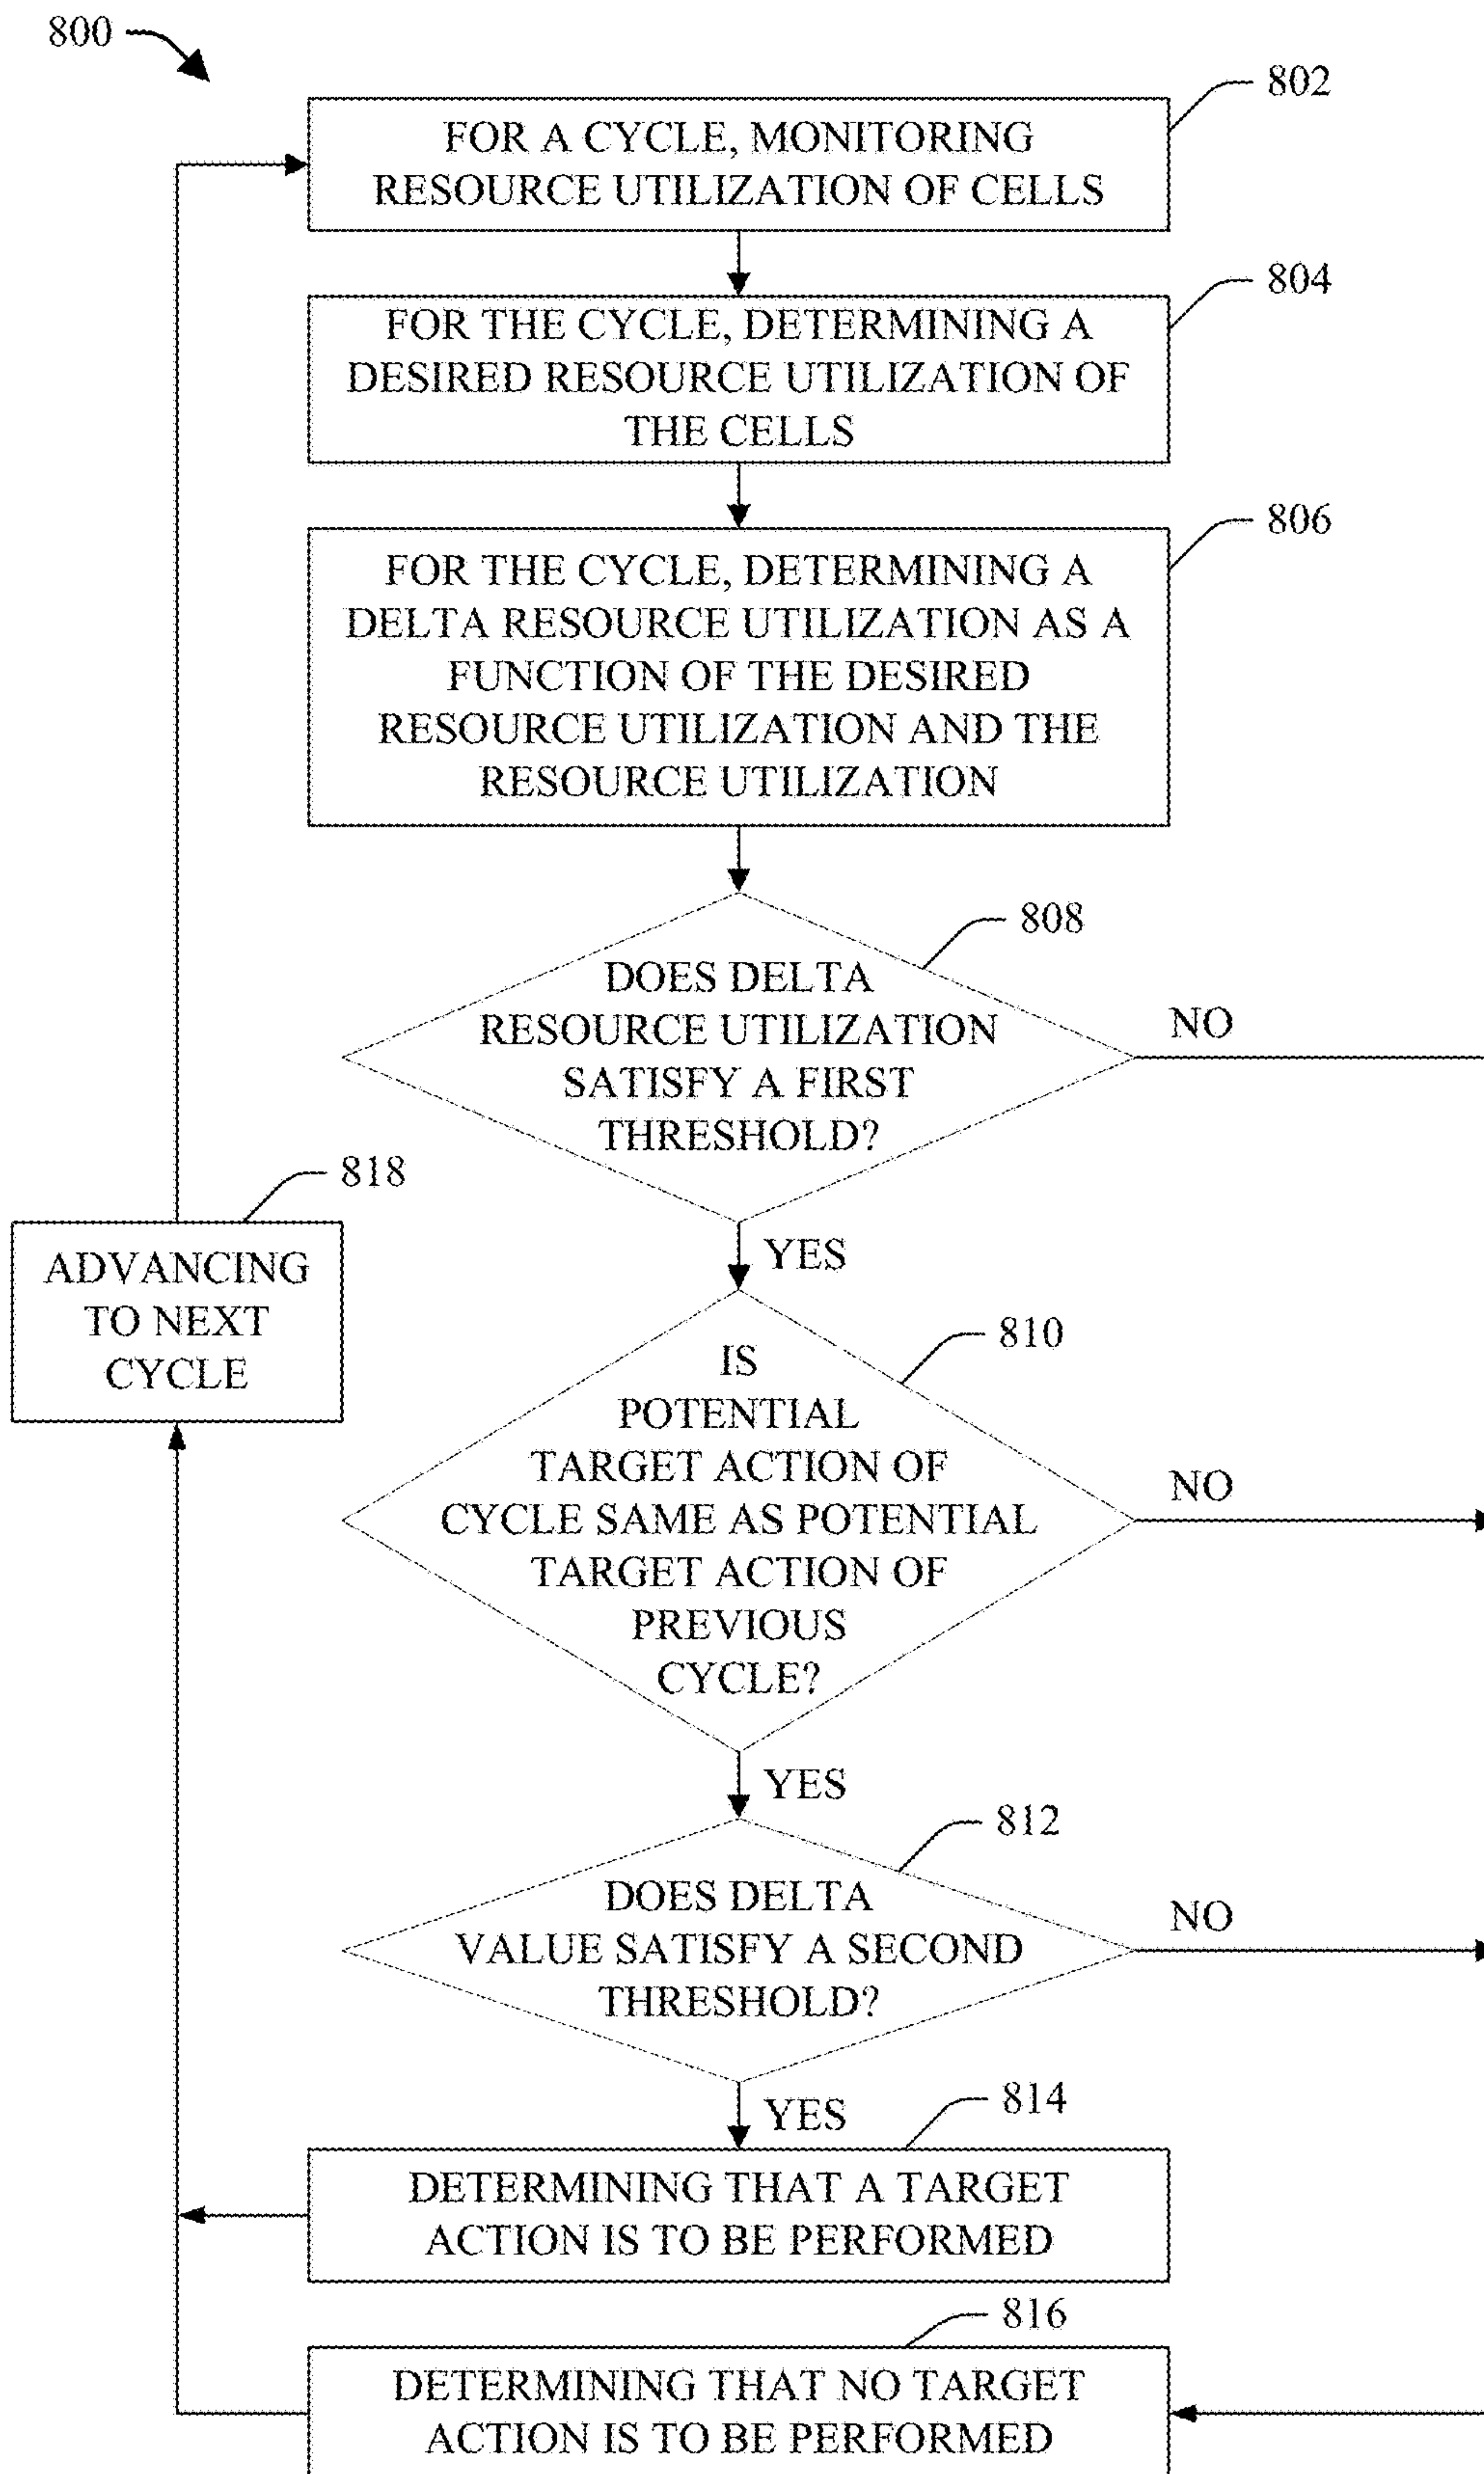 800
802
FOR A CYCLE, MONITORING
RESOURCE UTILIZATION OF CELLS
804
FOR THE CYCLE, DETERMINING A
DESIRED RESOURCE UTILIZATION OF
THE CELLS
806
FOR THE CYCLE, DETERMINING A
DELTA RESOURCE UTILIZATION AS A
FUNCTION OF THE DESIRED
RESOURCE UTILIZATION AND THE
RESOURCE UTILIZATION
808
DOES DELTA
RESOURCE UTILIZATION
SATISFY A FIRST
THRESHOLD?
NO
YES
818
ADVANCING
TO NEXT
CYCLE
810
IS
POTENTIAL
TARGET ACTION OF
CYCLE SAME AS POTENTIAL
TARGET ACTION OF
PREVIOUS
CYCLE?
NO
YES
812
DOES DELTA
VALUE SATISFY A SECOND
THRESHOLD?
NO
YES
814
DETERMINING THAT A TARGET
ACTION IS TO BE PERFORMED
816
DETERMINING THAT NO TARGET
ACTION IS TO BE PERFORMED